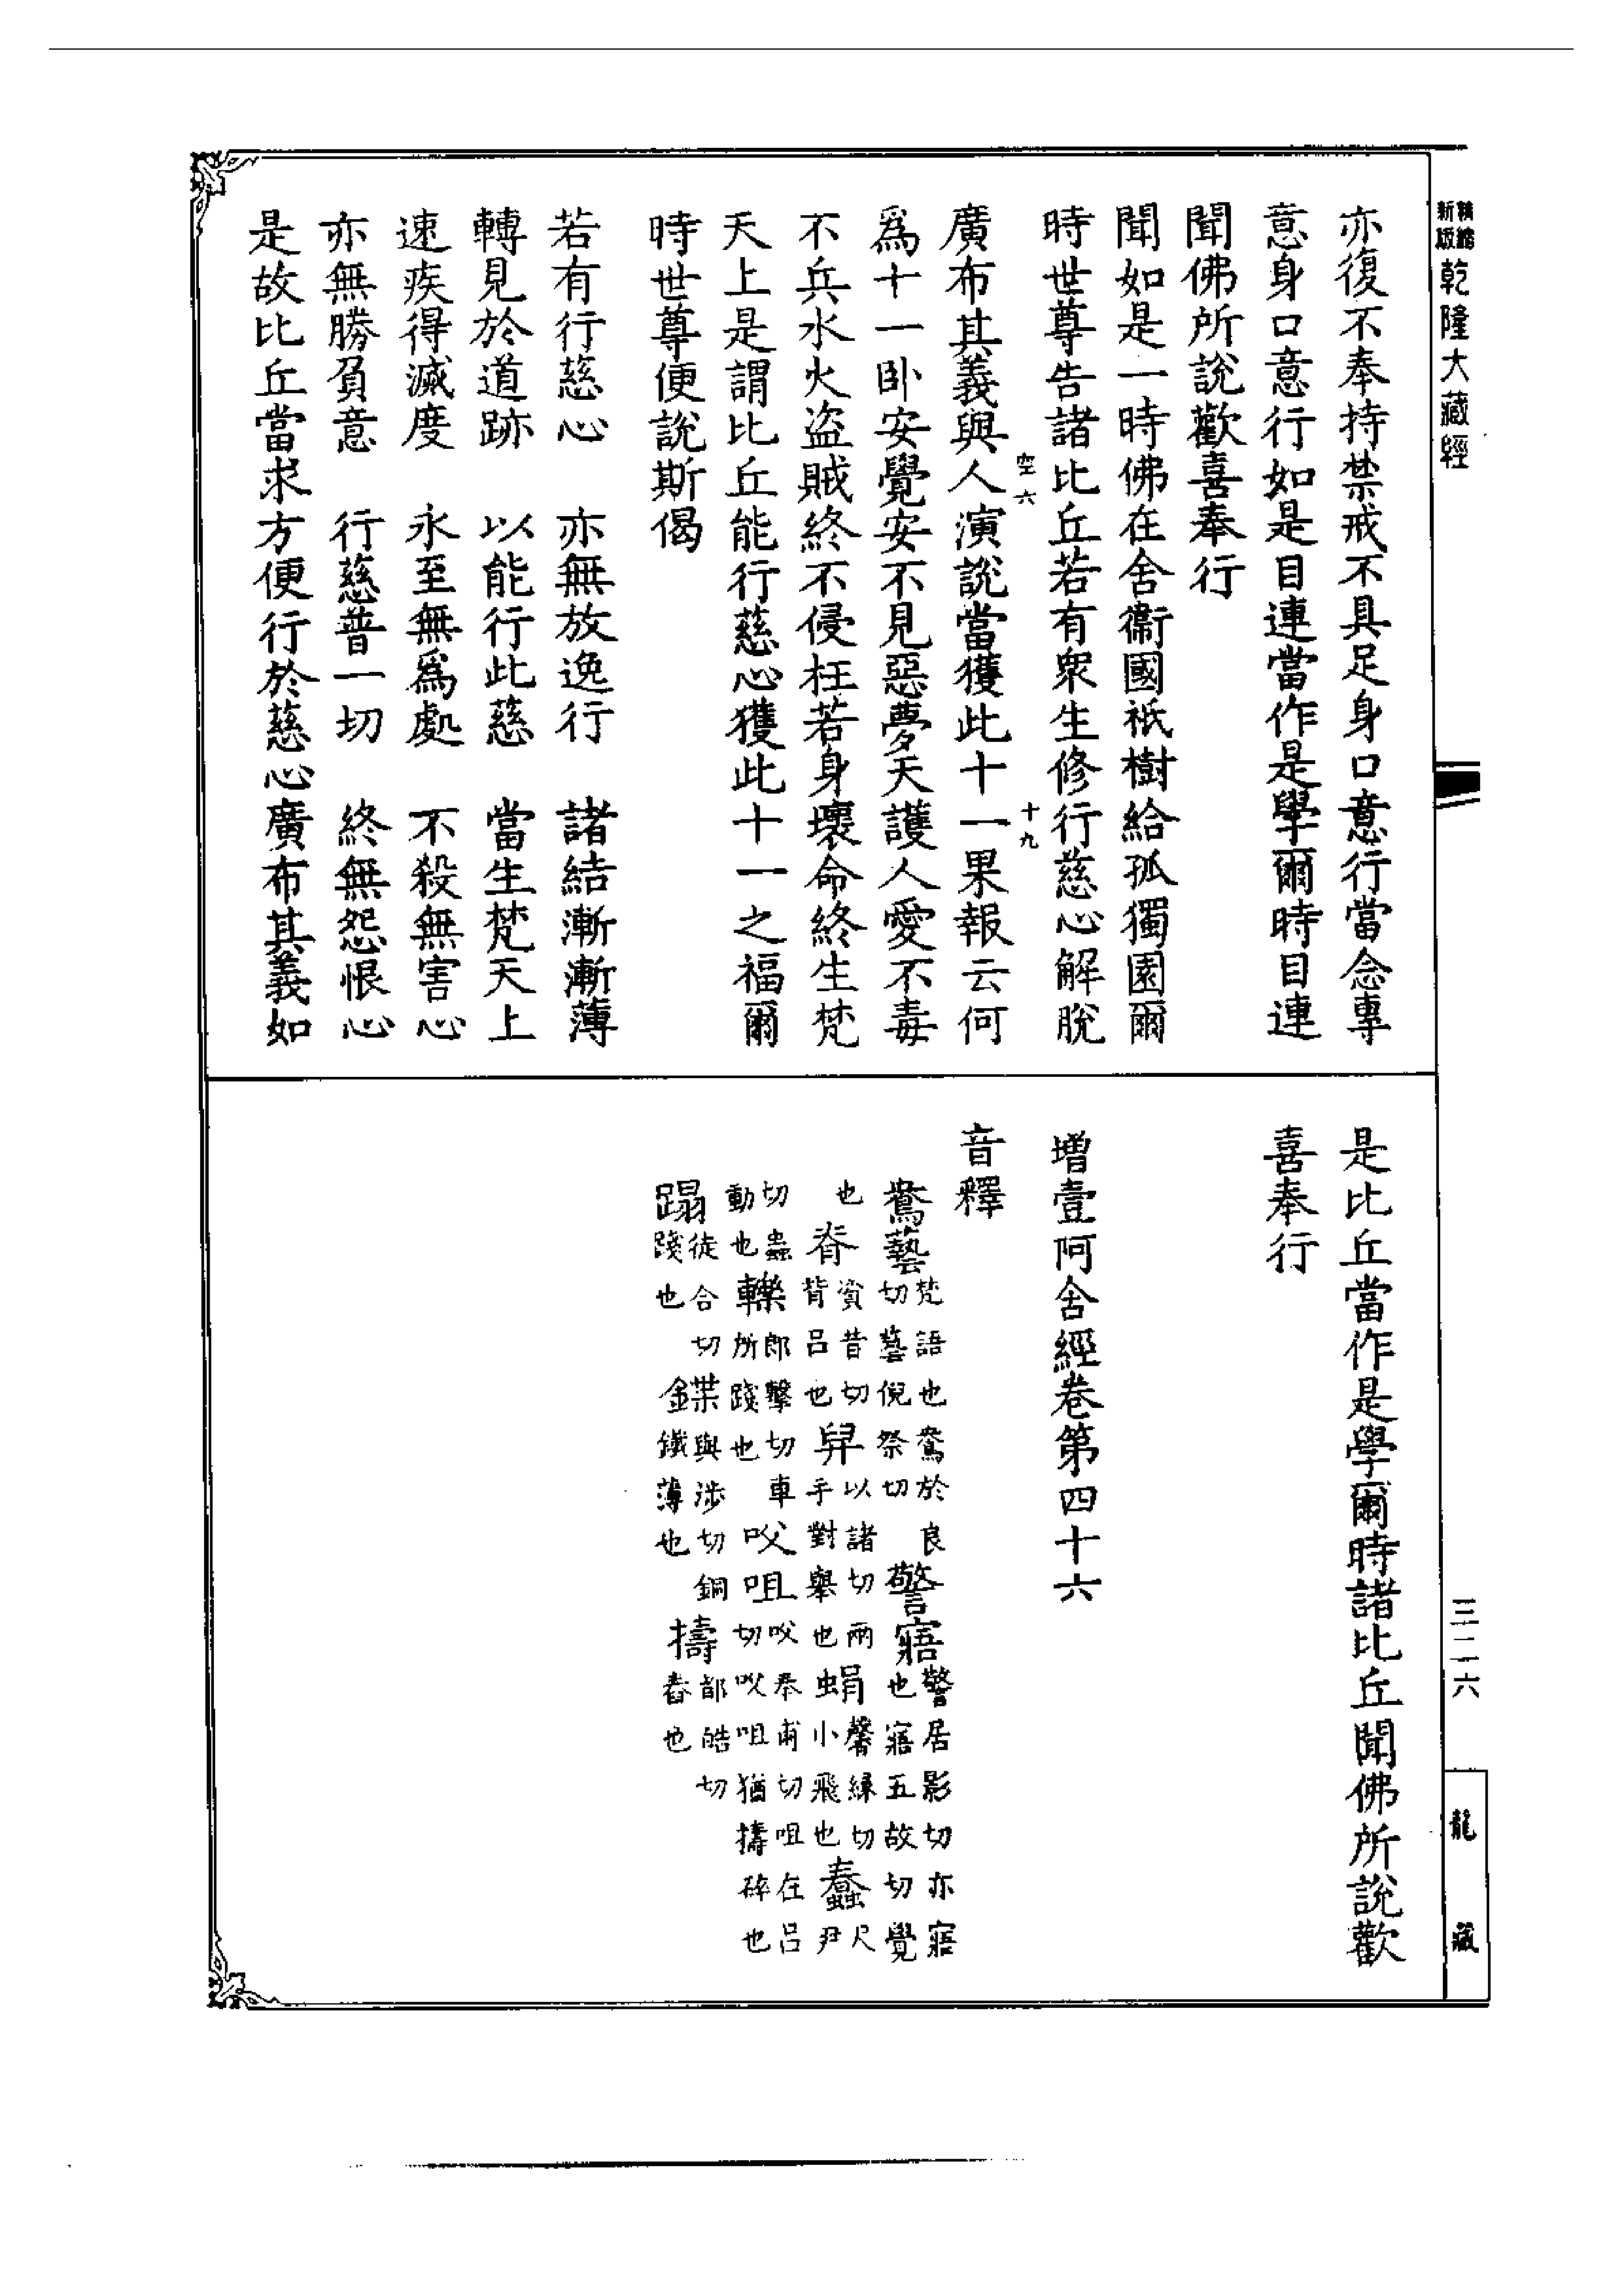 新版精縮乾隆大藏經
亦復不奉持禁戒不具足身口意行當念專
意身口意行如是目連當作是學爾時目連
聞佛所說歡喜奉行
聞如是一時佛在舍衞國祇樹給孤獨園爾
時世尊告諸比丘若有衆生修行慈心解脫
空六 十九
廣布其義與人演說當獲此十一果報云何
爲十一卧安覺安不見惡夢天護人愛不毒
不兵水火盜賊終不侵枉若身壞命終生梵
天上是謂比丘能行慈心獲此十一之福爾
時世尊便說斯偈
若有行慈心 亦無放逸行 諸結漸漸薄
轉見於道跡 以能行此慈 當生梵天上
速疾得滅度 永至無爲處 不殺無害心
亦無勝負意 行慈普一切 終無怨恨心
是故比丘當求方便行於慈心廣布其義如
是比丘當作是學爾時諸比丘聞佛所說歡
喜奉行
增壹阿含經卷第四十六
音釋
鴦藝 梵語也鴦於良切藝倪祭切 警寤 警居影切亦寤也寤五故切覺
也 脊 資昔切背吕也 舁 以諸切兩手對舉也 蜎 馨緣切小飛也 蠢 尺尹
切蟲動也 轢 郎擊切車所踐也 㕮咀 㕮奉甫切咀在吕切㕮咀猶擣碎也
蹋 徒合切踐也 鍱 與涉切銅鐵薄也 擣 都皓切舂也
三二六
龍藏